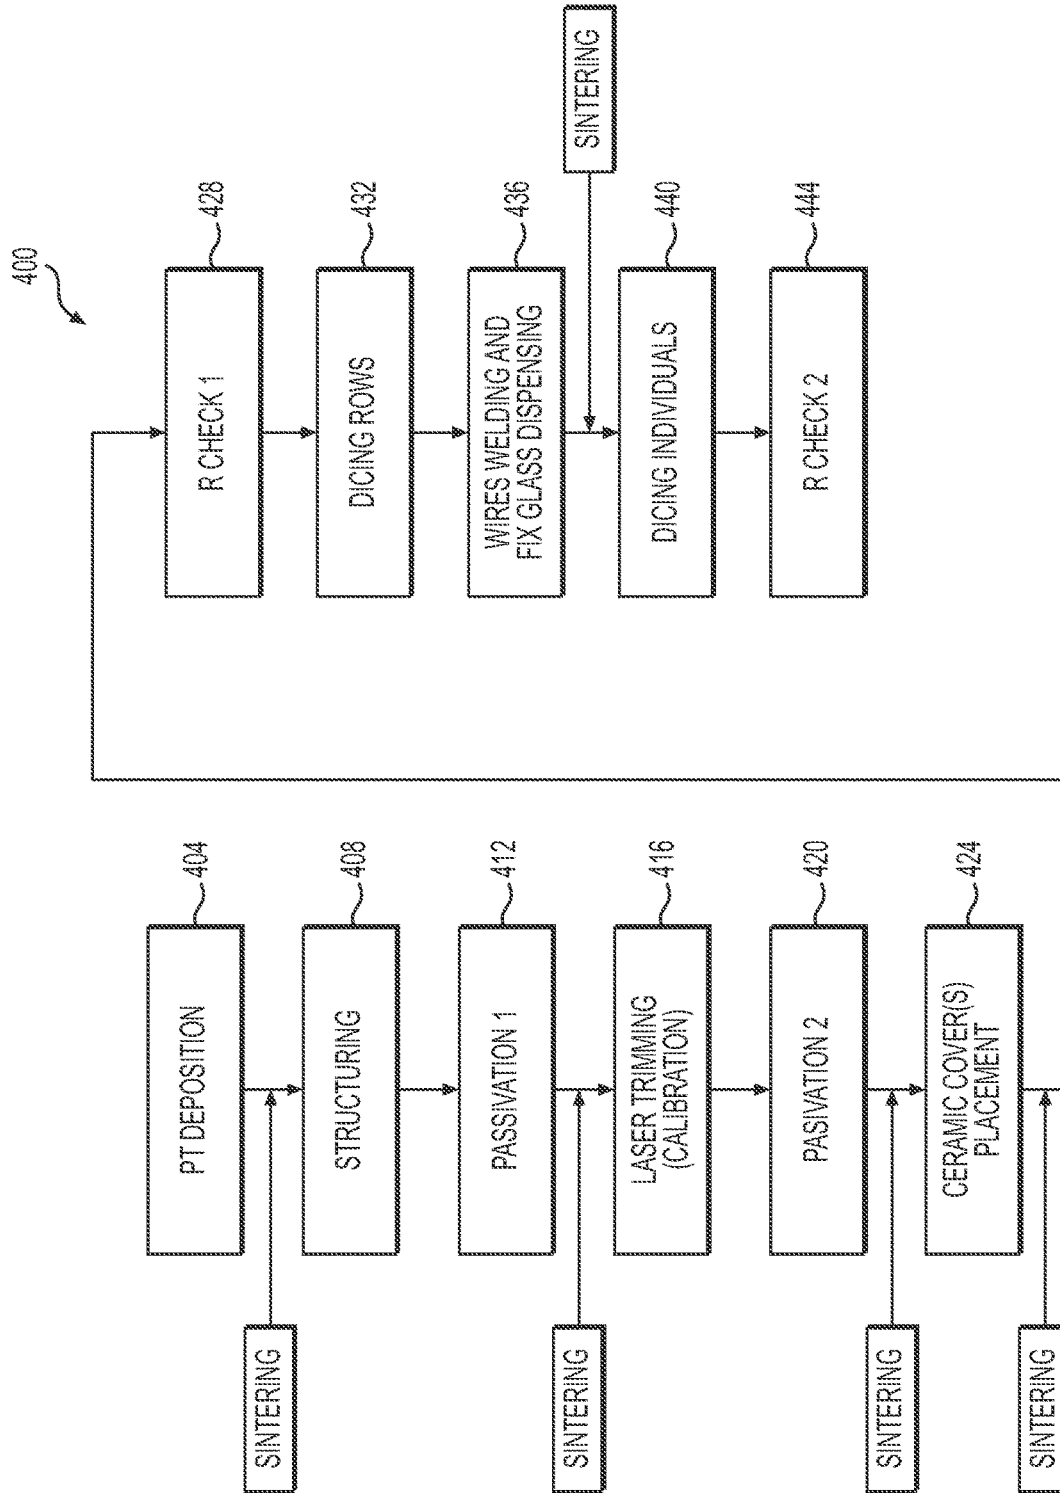 400
PT DEPOSITION
404
SINTERING
STRUCTURING
408
PASSIVATION 1
412
SINTERING
LASER TRIMMING
(CALIBRATION)
416
PASIVATION 2
420
SINTERING
CERAMIC COVER(S)
PLACEMENT
424
SINTERING
R CHECK 1
428
DICING ROWS
432
WIRES WELDING AND
FIX GLASS DISPENSING
436
SINTERING
DICING INDIVIDUALS
440
R CHECK 2
444